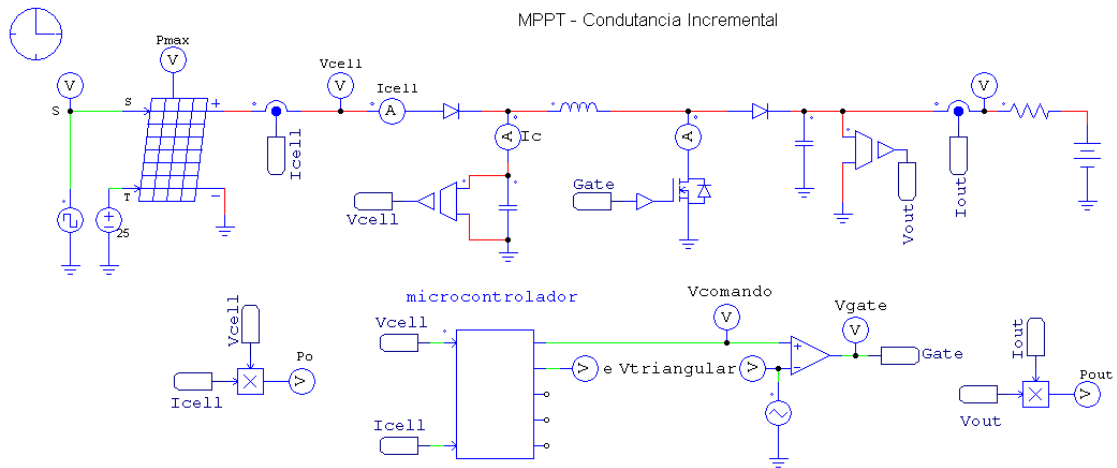 MPPT - Condutancia Incremental
Pmax
V
Vcell
V
V
Icell
V
S
S
+
A
A
Ic
A
Icell
T
−
25
Vcell
Gate
Vout
Iout
microcontrolador
Vcomando
V
Vgate
V
Vcell
Vcell
+
−
Gate
Iout
Po
V
Icell
V
e
Vtriangular
V
Icell
Pout
V
Vout